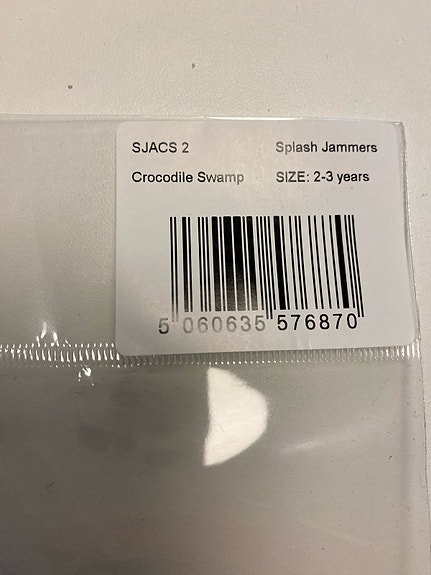 SJACS 2 Splash Jammers
Crocodile Swamp SIZE: 2-3 years
5 060635 576870